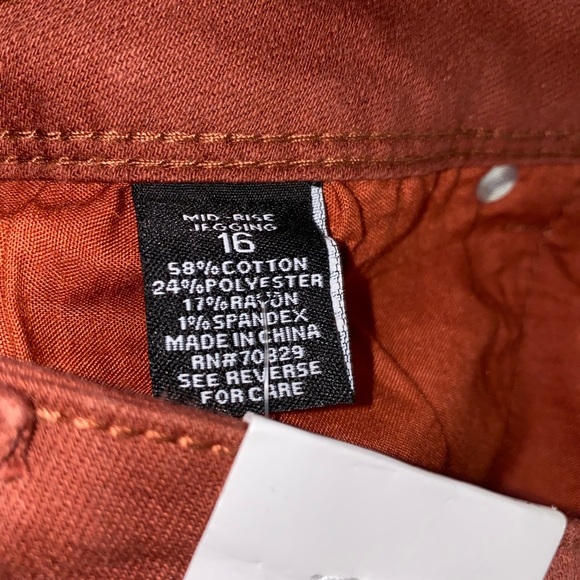 MID-RISE
JEGGING
16
58%COTTON
24%POLYESTER
17%RAYON
1%SPANDEX
MADE IN CHINA
RN#70829
SEE REVERSE
FOR CARE